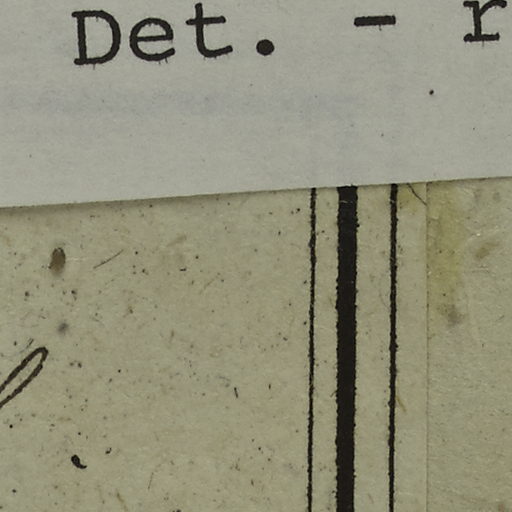 Det. - r